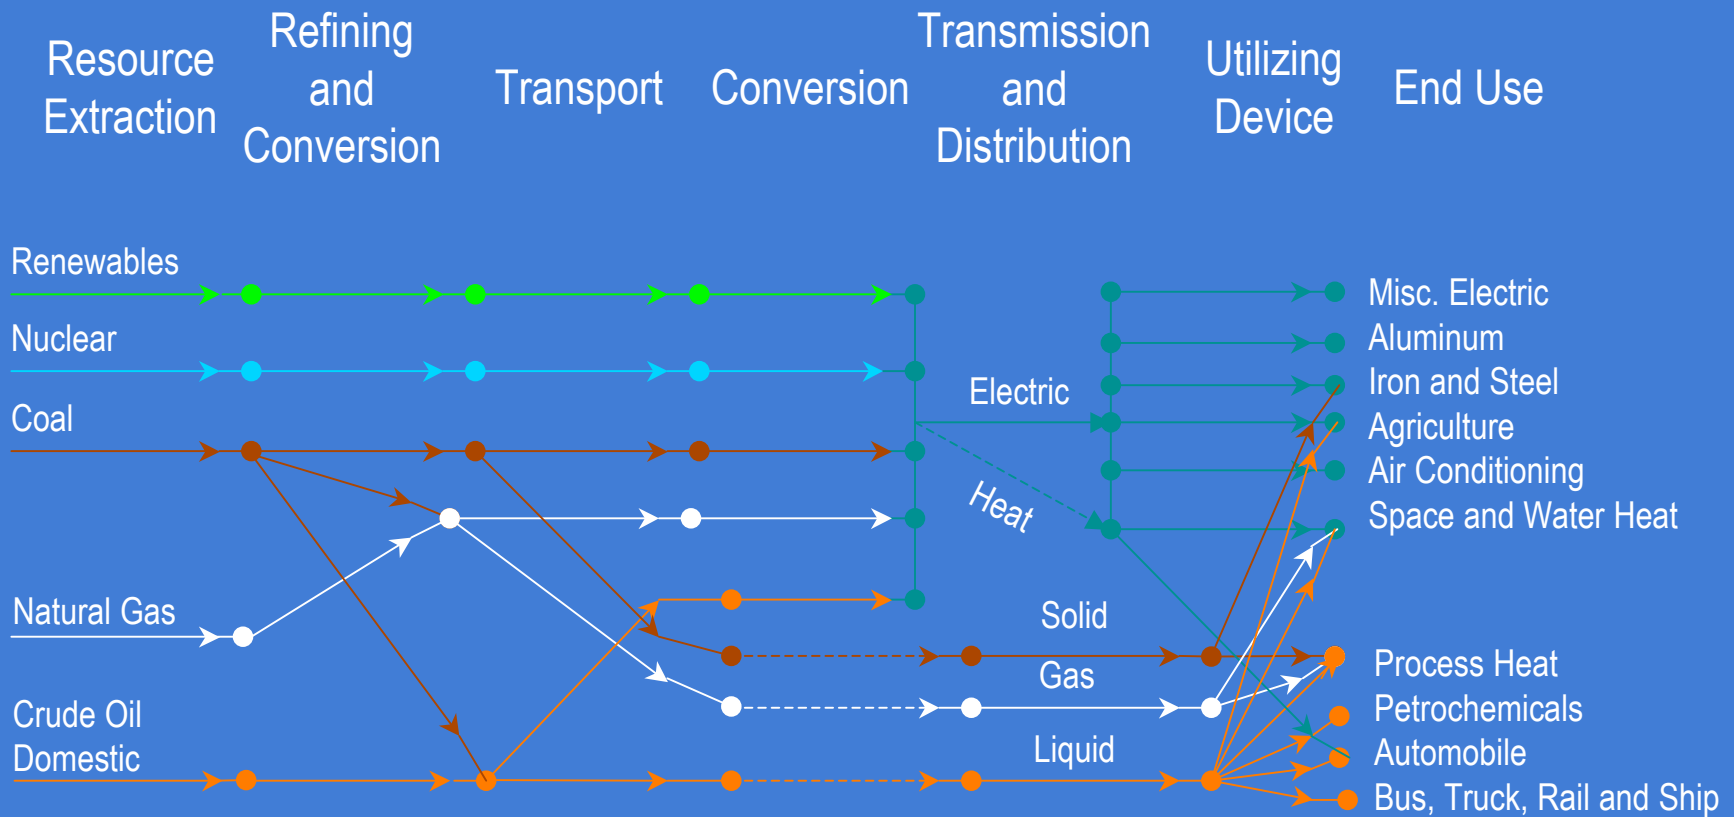 Resource
Extraction
Refining
and
Conversion
Transport
Conversion
Transmission
and
Distribution
Utilizing
Device
End Use
Renewables
Nuclear
Coal
Natural Gas
Crude Oil
Domestic
Electric
Heat
Solid
Gas
Liquid
Misc. Electric
Aluminum
Iron and Steel
Agriculture
Air Conditioning
Space and Water Heat
Process Heat
Petrochemicals
Automobile
Bus, Truck, Rail and Ship